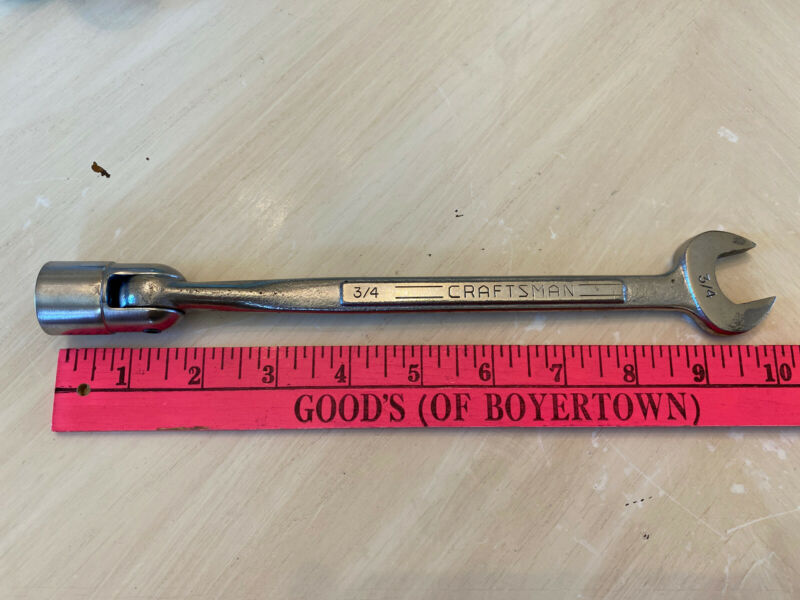 3/4 CRAFTSMAN
3/4
1 2 3 4 5 6 7 8 9 10
GOOD'S (OF BOYERTOWN)